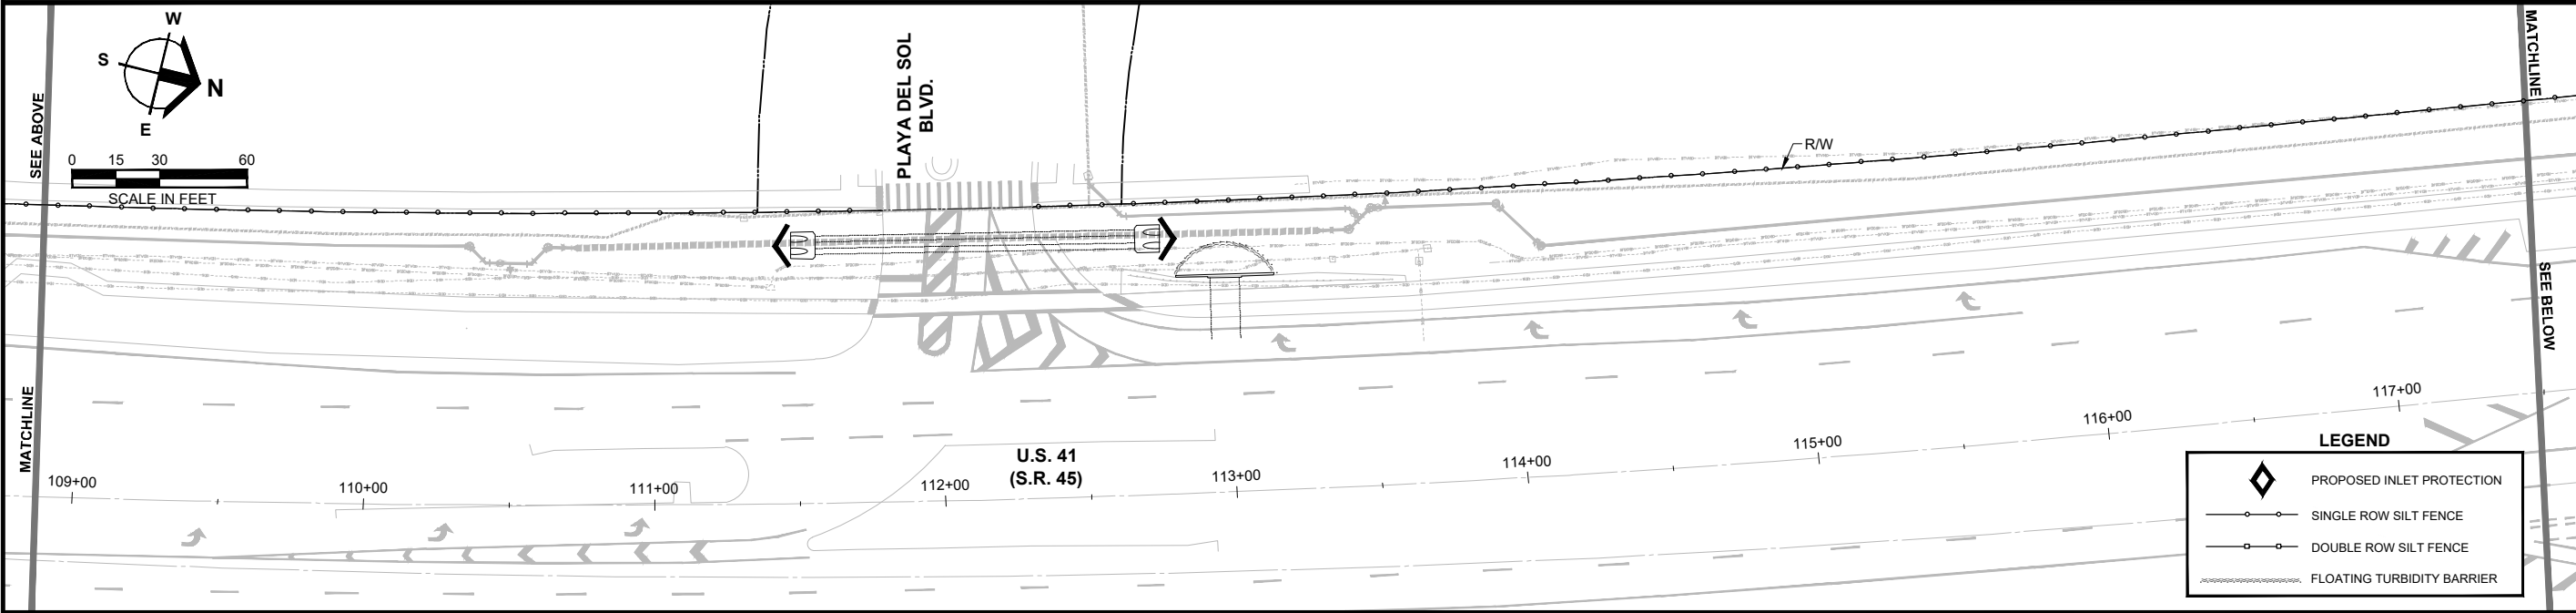 W
S
N
E
0 15 30 60
SCALE IN FEET
SEE ABOVE
MATCHLINE
PLAYA DEL SOL
BLVD.
R/W
MATCHLINE
SEE BELOW
109+00
110+00
111+00
112+00
113+00
114+00
115+00
116+00
117+00
U.S. 41
(S.R. 45)
LEGEND
PROPOSED INLET PROTECTION
SINGLE ROW SILT FENCE
DOUBLE ROW SILT FENCE
FLOATING TURBIDITY BARRIER